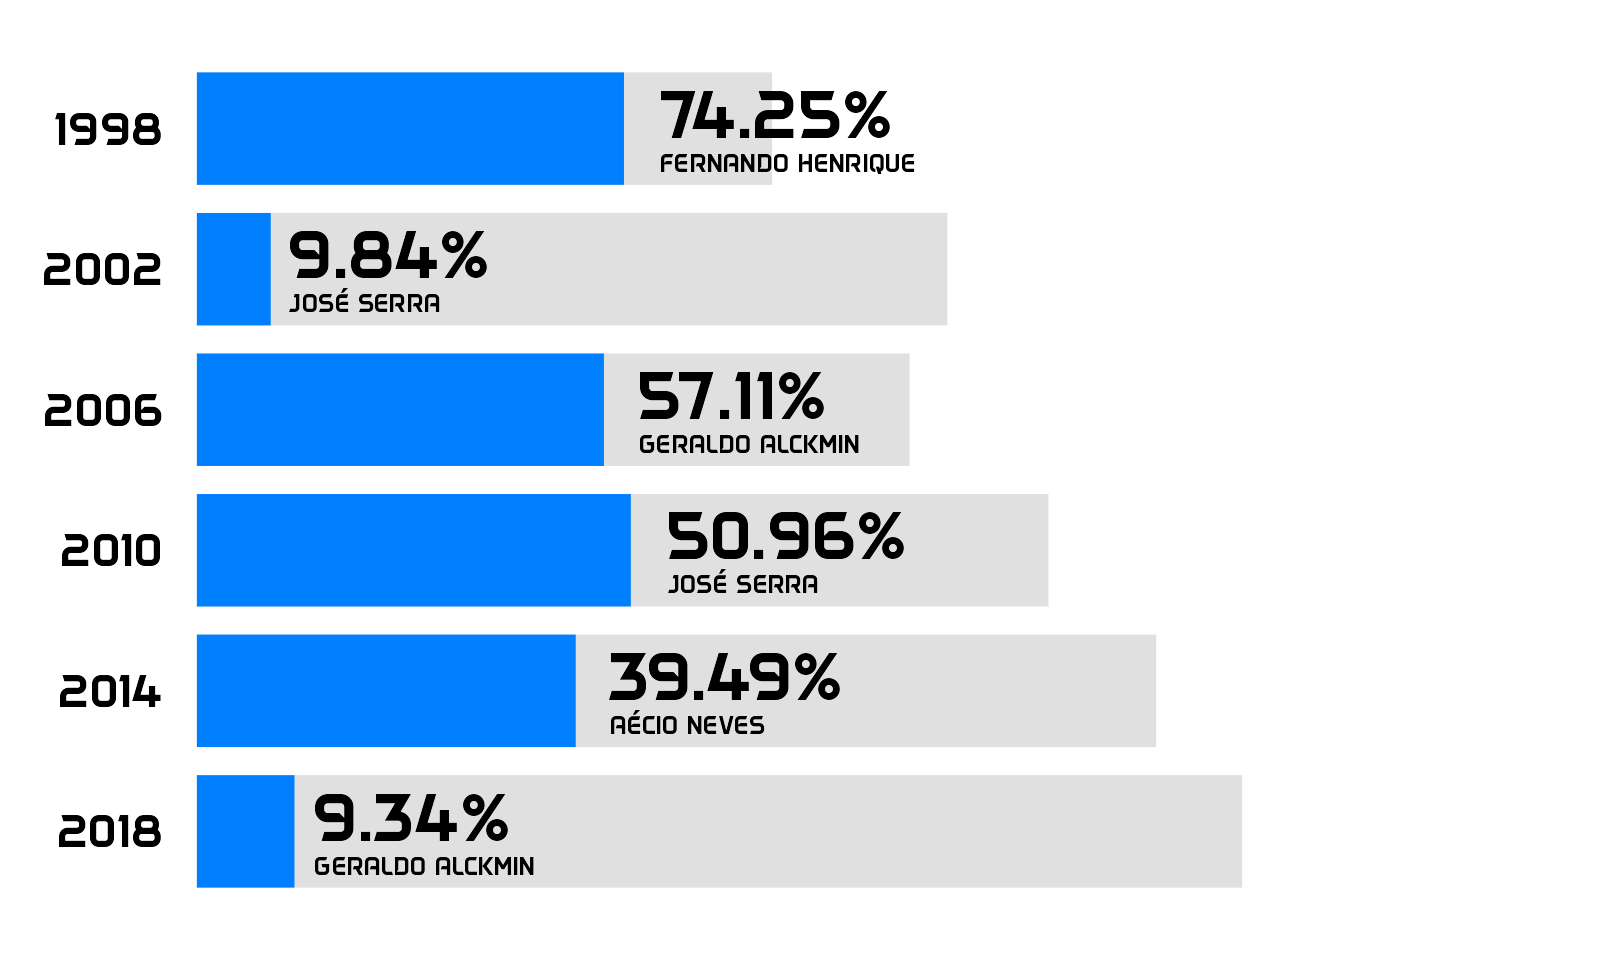 1998
74.25%
FERNANDO HENRIQUE
2002
9.84%
JOSÉ SERRA
2006
57.11%
GERALDO ALCKMIN
2010
50.96%
JOSÉ SERRA
2014
39.49%
AÉCIO NEVES
2018
9.34%
GERALDO ALCKMIN